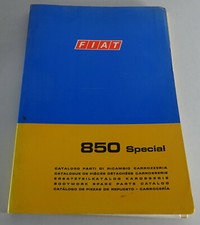 FIAT
850 Special
CATALOGO PARTI DI RICAMBIO CARROZZERIA
CATALOGUE DE PIÈCES DÉTACHÉES CARROSSERIE
ERSATZTEILKATALOG KAROSSERIE
BODYWORK SPARE PARTS CATALOG
CATÁLOGO DE PIEZAS DE REPUESTO - CARROCERÍA